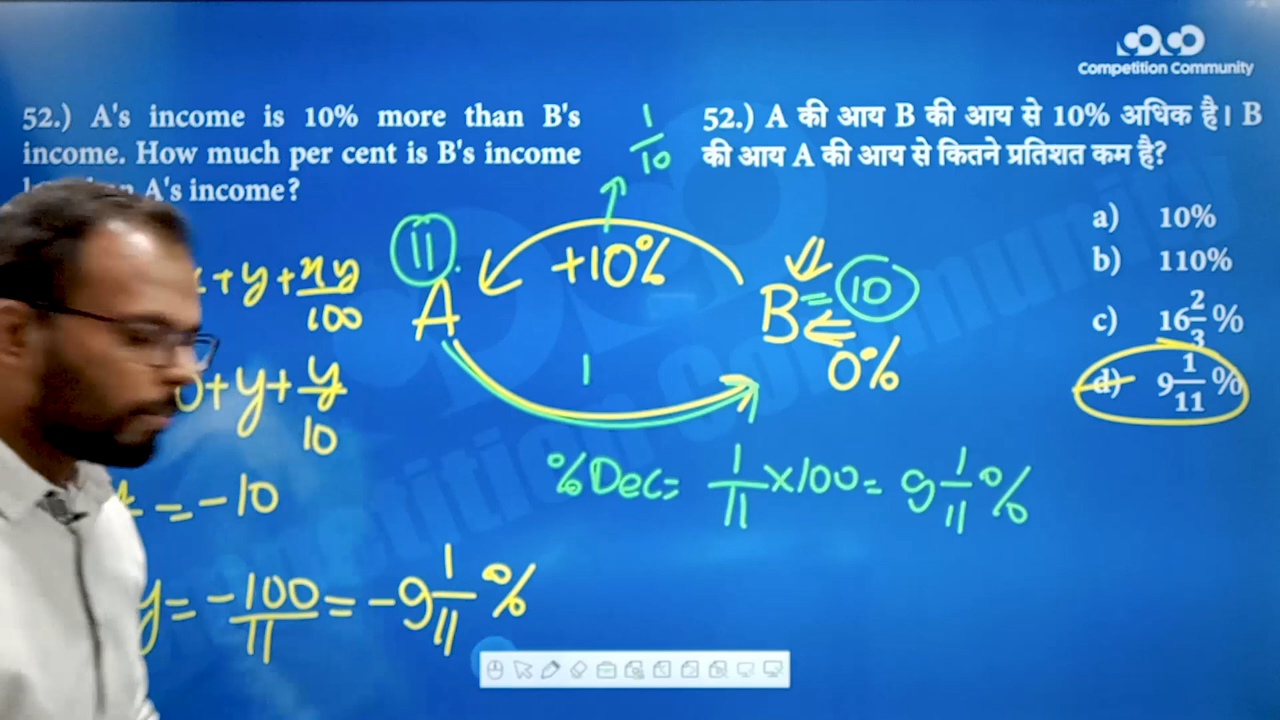 Competition Community
52.) A's income is 10% more than B's
income. How much per cent is B's income
A's income?
52.) A की आय B की आय से 10% अधिक है। B
की आय A की आय से कितने प्रतिशत कम है?
a) 10%
b) 110%
c) 16 2/3 %
d) 9 1/11 %
1/10
11
A
+10%
B = 10
0%
1
%Dec = 1/11 × 100 = 9 1/11 %
+ y + xy/100
+ y + y/10
= -10
y = -100/11 = -9 1/11 %